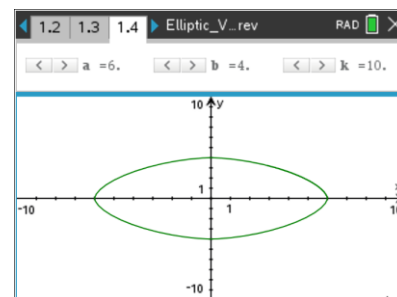 1.2 1.3 1.4 Elliptic_V…rev RAD
< > a =6. < > b =4. < > k =10.
10 y
1
-10 1
-10